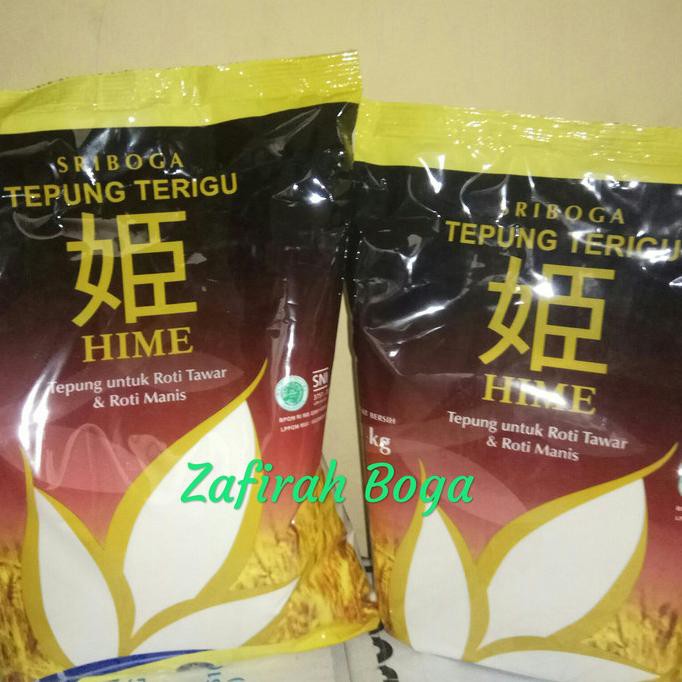 SRIBOGA
TEPUNG TERIGU
姫
HIME
Tepung untuk Roti Tawar
& Roti Manis
SNI
SRIBOGA
TEPUNG TERIGU
姫
HIME
BERSIH
kg
Tepung untuk Roti Tawar
& Roti Manis
Zafirah Boga